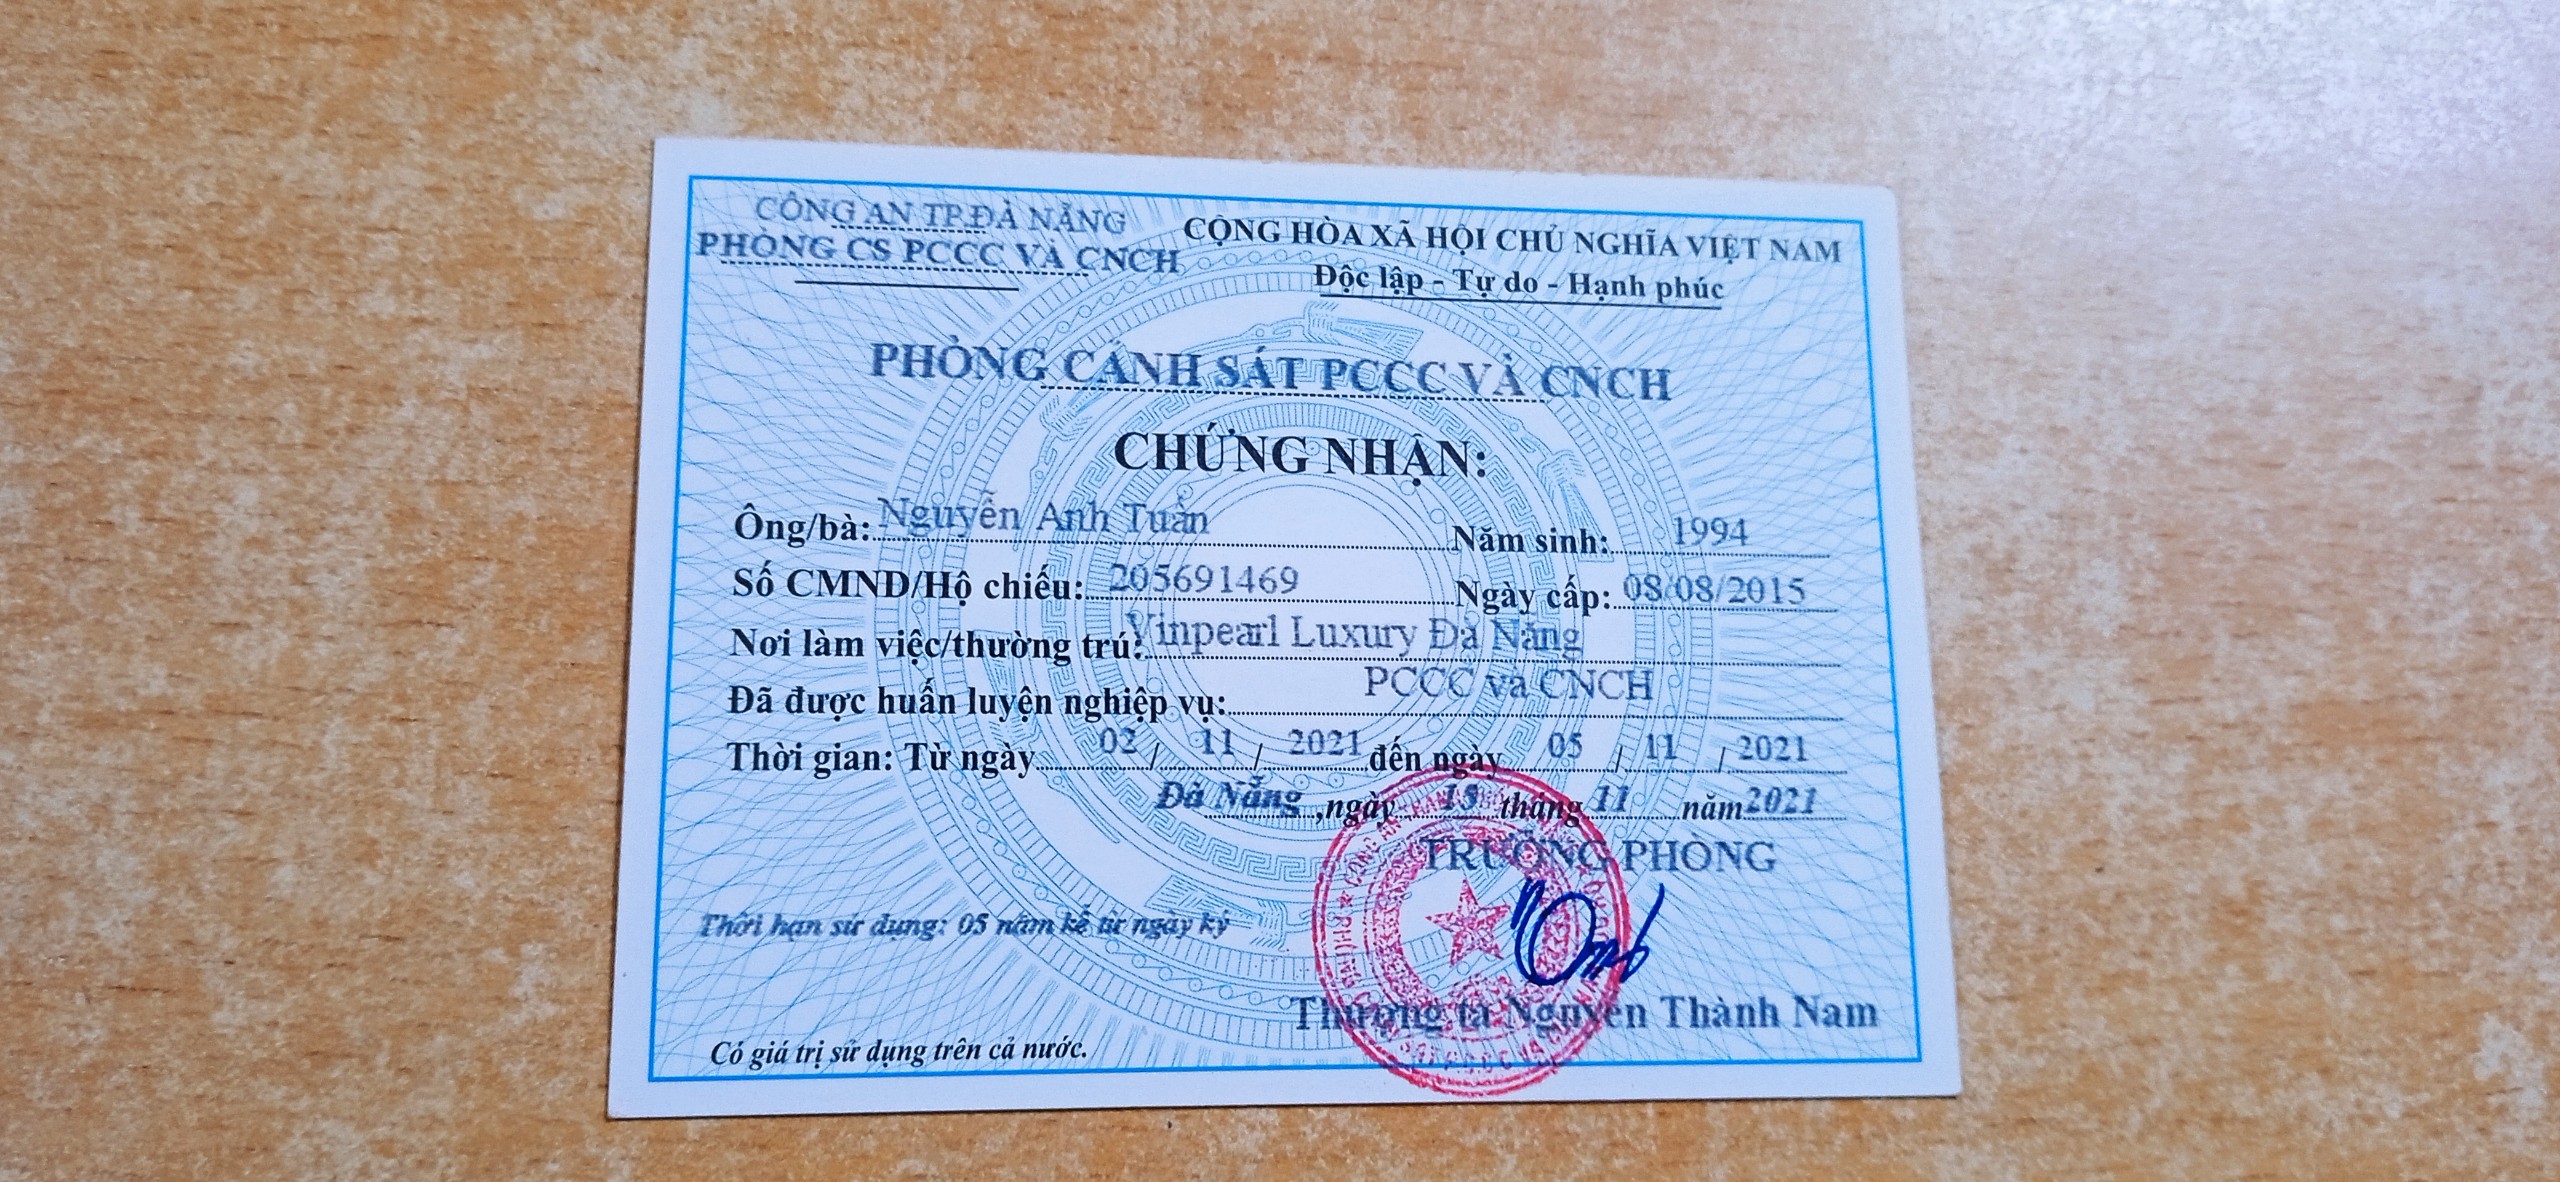 CÔNG AN TP.ĐÀ NẴNG
PHÒNG CS PCCC VÀ CNCH
CỘNG HÒA XÃ HỘI CHỦ NGHĨA VIỆT NAM
Độc lập - Tự do - Hạnh phúc
PHÒNG CẢNH SÁT PCCC VÀ CNCH
CHỨNG NHẬN:
Ông/bà: Nguyễn Anh Tuấn Năm sinh: 1994
Số CMND/Hộ chiếu: 205691469 Ngày cấp: 08/08/2015
Nơi làm việc/thường trú: Vinpearl Luxury Đà Nẵng
Đã được huấn luyện nghiệp vụ: PCCC và CNCH
Thời gian: Từ ngày 02 / 11 / 2021 đến ngày 05 / 11 / 2021
Đà Nẵng, ngày 15 tháng 11 năm 2021
TRƯỞNG PHÒNG
Thời hạn sử dụng: 05 năm kể từ ngày ký
Thượng tá Nguyễn Thành Nam
Có giá trị sử dụng trên cả nước.